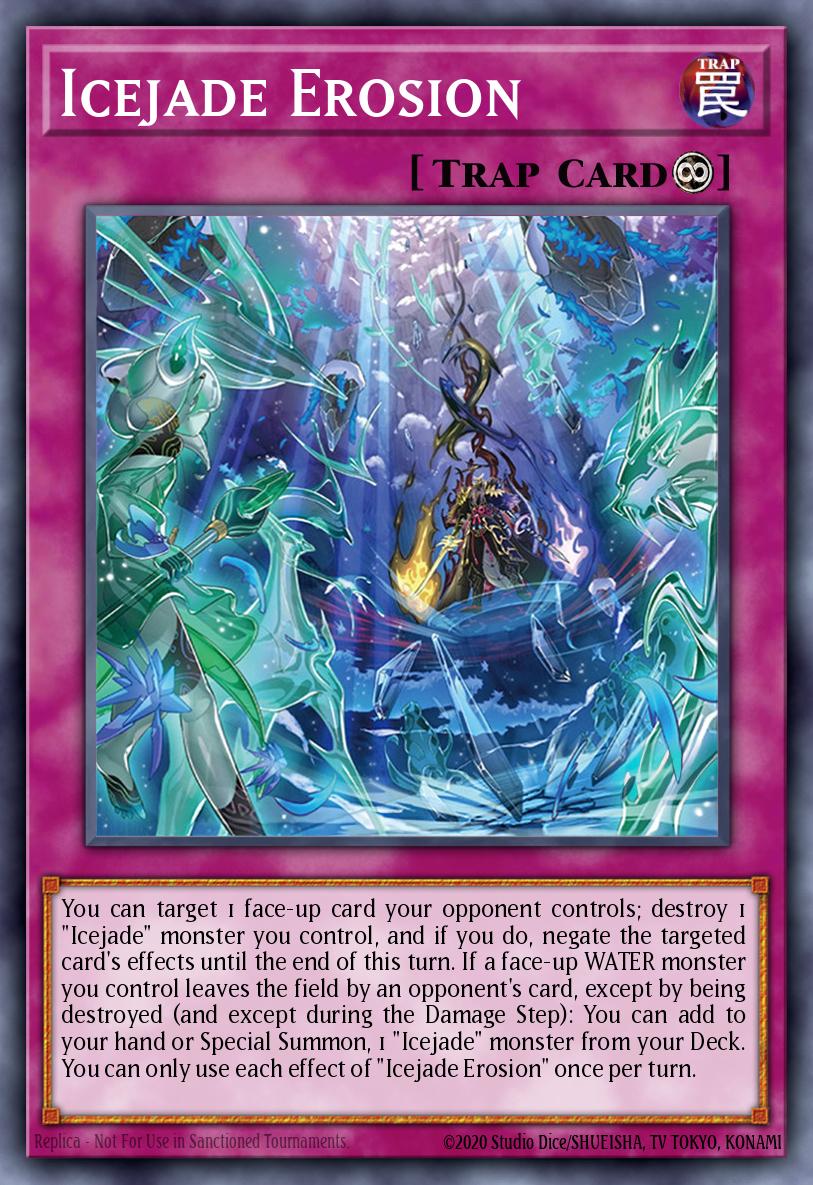 Icejade Erosion
TRAP
罠
[ Trap Card ]
You can target 1 face-up card your opponent controls; destroy 1
"Icejade" monster you control, and if you do, negate the targeted
card's effects until the end of this turn. If a face-up WATER monster
you control leaves the field by an opponent's card, except by being
destroyed (and except during the Damage Step): You can add to
your hand or Special Summon, 1 "Icejade" monster from your Deck.
You can only use each effect of "Icejade Erosion" once per turn.
Replica - Not For Use in Sanctioned Tournaments.
©2020 Studio Dice/SHUEISHA, TV TOKYO, KONAMI